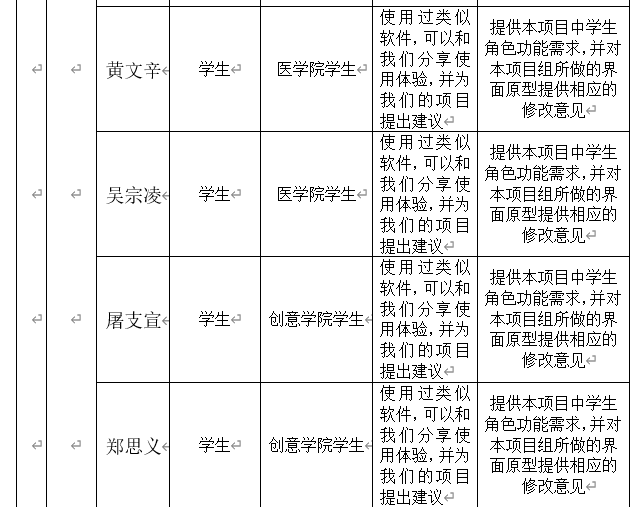 黄文辛
学生
医学院学生
使用过类似
软件，可以和
我们分享使
用体验，并为
我们的项目
提出建议
提供本项目中学生
角色功能需求，并对
本项目组所做的界
面原型提供相应的
修改意见
吴宗凌
学生
医学院学生
使用过类似
软件，可以和
我们分享使
用体验，并为
我们的项目
提出建议
提供本项目中学生
角色功能需求，并对
本项目组所做的界
面原型提供相应的
修改意见
屠支宣
学生
创意学院学生
使用过类似
软件，可以和
我们分享使
用体验，并为
我们的项目
提出建议
提供本项目中学生
角色功能需求，并对
本项目组所做的界
面原型提供相应的
修改意见
郑思义
学生
创意学院学生
使用过类似
软件，可以和
我们分享使
用体验，并为
我们的项目
提出建议
提供本项目中学生
角色功能需求，并对
本项目组所做的界
面原型提供相应的
修改意见